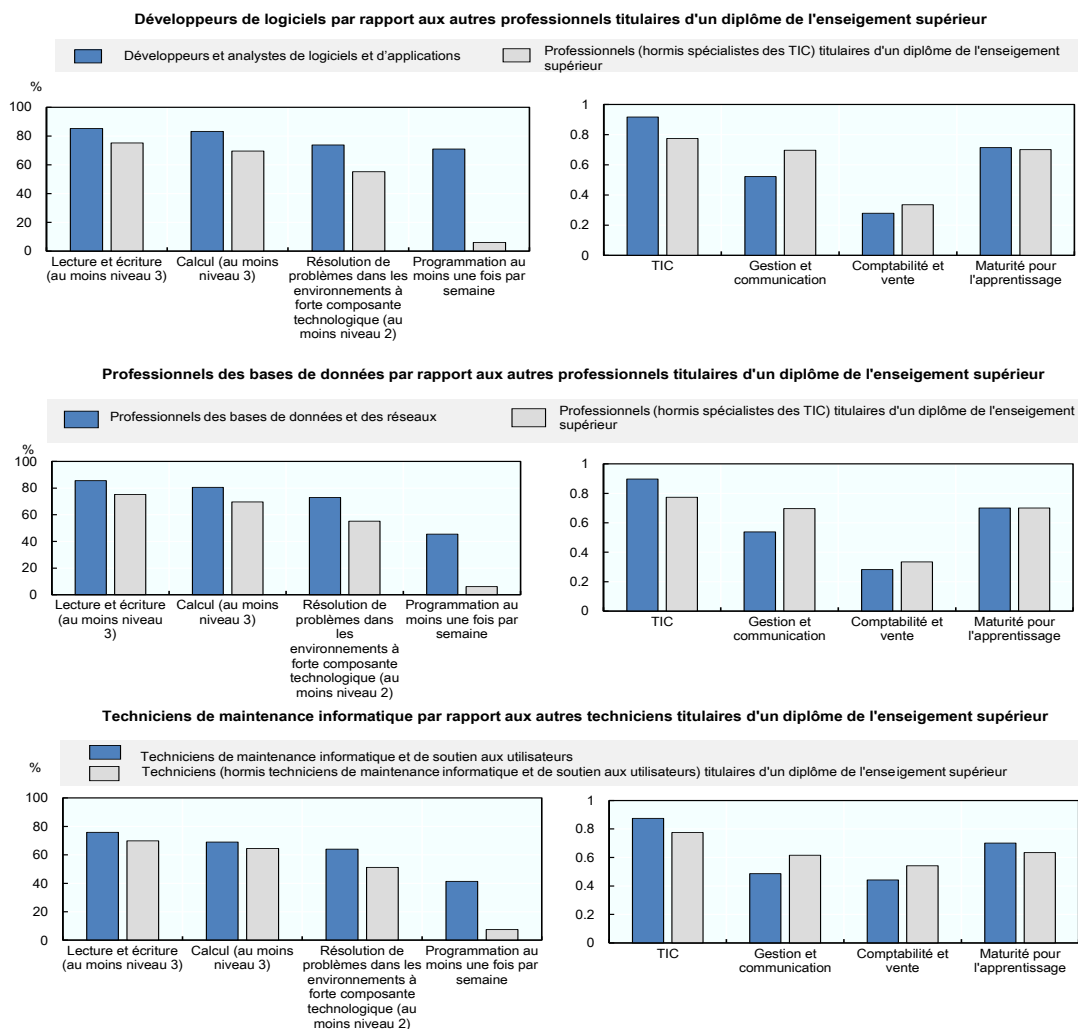 Développeurs de logiciels par rapport aux autres professionnels titulaires d'un diplôme de l'enseigement supérieur
Développeurs et analystes de logiciels et d'applications
Professionnels (hormis spécialistes des TIC) titulaires d'un diplôme de l'enseigement
supérieur
%
100
80
60
40
20
0
Lecture et écriture
(au moins niveau 3)
Calcul (au moins
niveau 3)
Résolution de
problèmes dans les
environnements à
forte composante
technologique (au
moins niveau 2)
Programmation au
moins une fois par
semaine
1
0.8
0.6
0.4
0.2
0
TIC
Gestion et
communication
Comptabilité et
vente
Maturité pour
l'apprentissage
Professionnels des bases de données par rapport aux autres professionnels titulaires d'un diplôme de l'enseigement supérieur
Professionnels des bases de données et des réseaux
Professionnels (hormis spécialistes des TIC) titulaires d'un diplôme de l'enseigement
supérieur
%
100
80
60
40
20
0
Lecture et écriture
(au moins niveau
3)
Calcul (au moins
niveau 3)
Résolution de
problèmes dans
les
environnements à
forte composante
technologique (au
moins niveau 2)
Programmation au
moins une fois par
semaine
1
0.8
0.6
0.4
0.2
0
TIC
Gestion et
communication
Comptabilité et
vente
Maturité pour
l'apprentissage
Techniciens de maintenance informatique par rapport aux autres techniciens titulaires d'un diplôme de l'enseigement supérieur
Techniciens de maintenance informatique et de soutien aux utilisateurs
Techniciens (hormis techniciens de maintenance informatique et de soutien aux utilisateurs) titulaires d'un diplôme de l'enseigement supérieur
%
100
80
60
40
20
0
Lecture et écriture
(au moins niveau 3)
Calcul (au moins
niveau 3)
Résolution de
problèmes dans les
environnements à
forte composante
technologique (au
moins niveau 2)
Programmation au
moins une fois par
semaine
1
0.8
0.6
0.4
0.2
0
TIC
Gestion et
communication
Comptabilité et
vente
Maturité pour
l'apprentissage